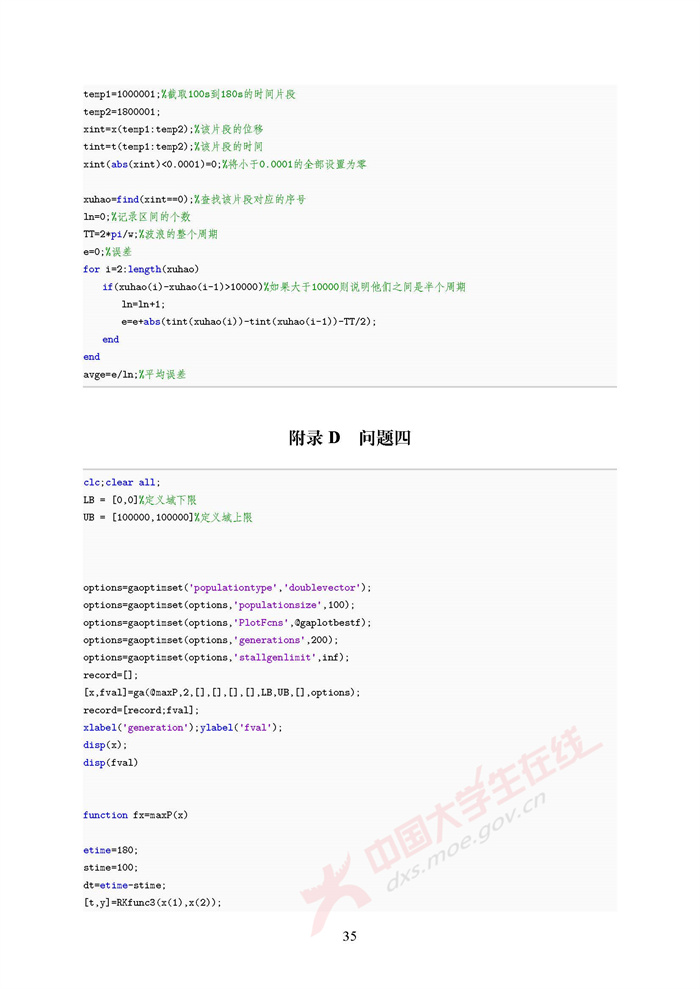 temp1=1000001;%截取100s到180s的时间片段
temp2=1800001;
xint=x(temp1:temp2);%该片段的位移
tint=t(temp1:temp2);%该片段的时间
xint(abs(xint)<0.0001)=0;%将小于0.0001的全部设置为零
xuhao=find(xint==0);%查找该片段对应的序号
ln=0;%记录区间的个数
TT=2*pi/w;%波浪的整个周期
e=0;%误差
for i=2:length(xuhao)
if(xuhao(i)-xuhao(i-1)>10000)%如果大于10000则说明他们之间是半个周期
ln=ln+1;
e=e+abs(tint(xuhao(i))-tint(xuhao(i-1))-TT/2);
end
end
avge=e/ln;%平均误差
附录 D 问题四
clc;clear all;
LB = [0,0]%定义域下限
UB = [100000,100000]%定义域上限
options=gaoptimset('populationtype','doublevector');
options=gaoptimset(options,'populationsize',100);
options=gaoptimset(options,'PlotFcns',@gaplotbestf);
options=gaoptimset(options,'generations',200);
options=gaoptimset(options,'stallgenlimit',inf);
record=[];
[x,fval]=ga(@maxP,2,[],[],[],[],LB,UB,[],options);
record=[record;fval];
xlabel('generation');ylabel('fval');
disp(x);
disp(fval)
function fx=maxP(x)
etime=180;
stime=100;
dt=etime-stime;
[t,y]=RKfunc3(x(1),x(2));
中国大学生在线
dxs.moe.gov.cn
35